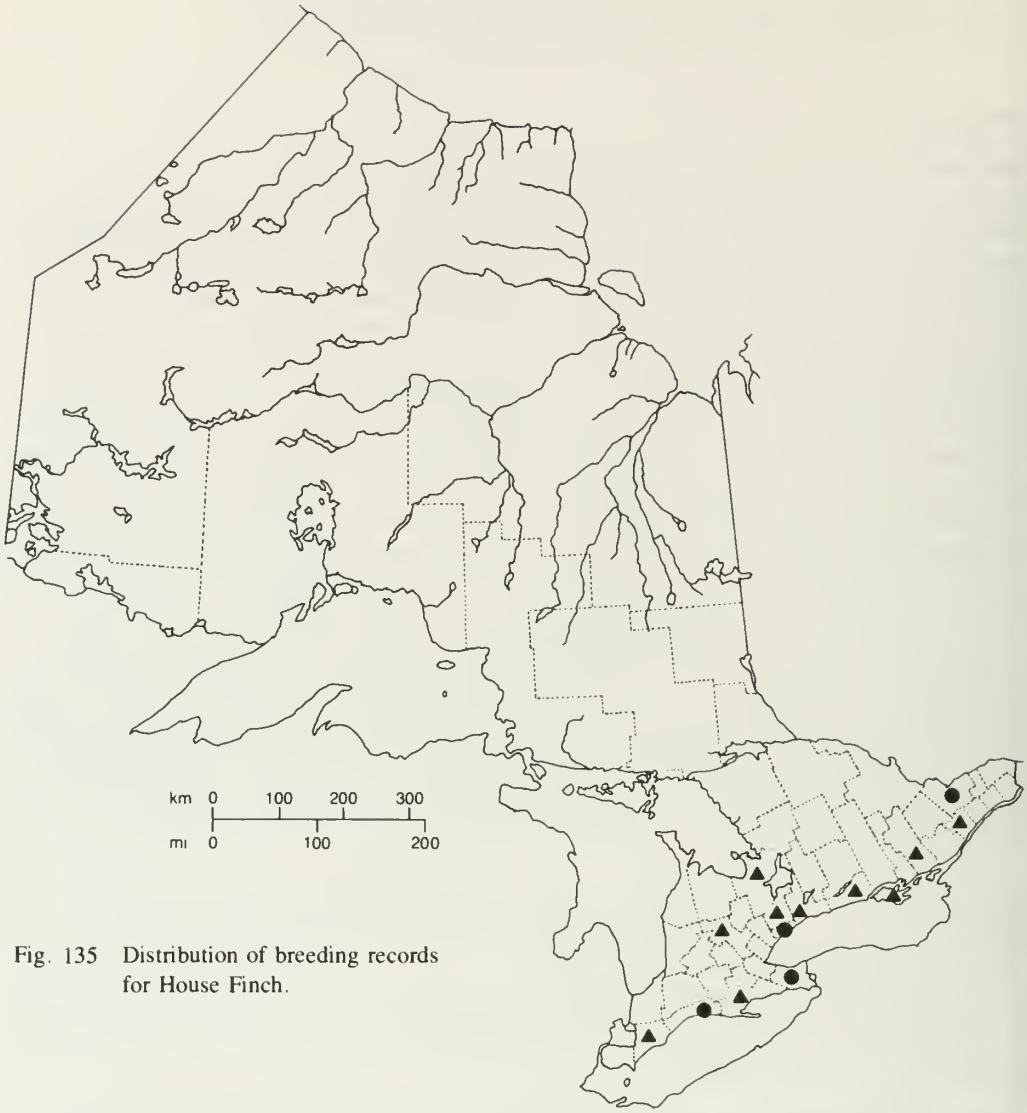 km 0 100 200 300
mi 0 100 200
Fig. 135 Distribution of breeding records
for House Finch.